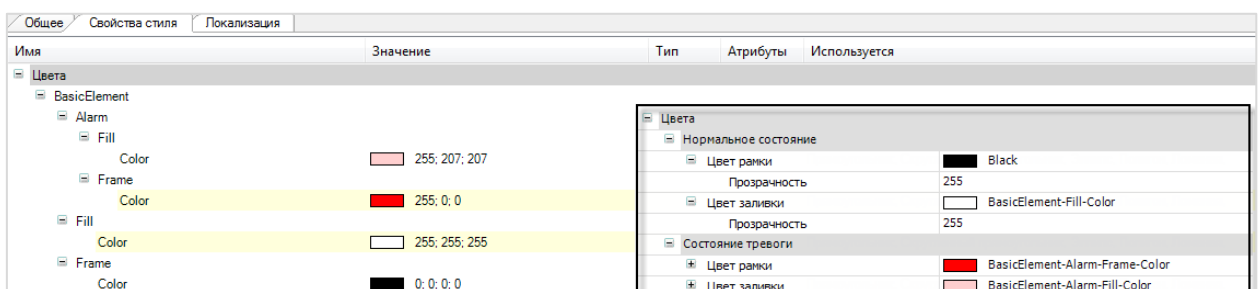 Общее Свойства стиля Локализация
Имя Значение Тип Атрибуты Используется
Цвета
BasicElement
Alarm
Fill
Color 255; 207; 207
Frame
Color 255; 0; 0
Fill
Color 255; 255; 255
Frame
Color 0; 0; 0; 0
Цвета
Нормальное состояние
Цвет рамки Black
Прозрачность 255
Цвет заливки BasicElement-Fill-Color
Прозрачность 255
Состояние тревоги
Цвет рамки BasicElement-Alarm-Frame-Color
Цвет заливки BasicElement-Alarm-Fill-Color